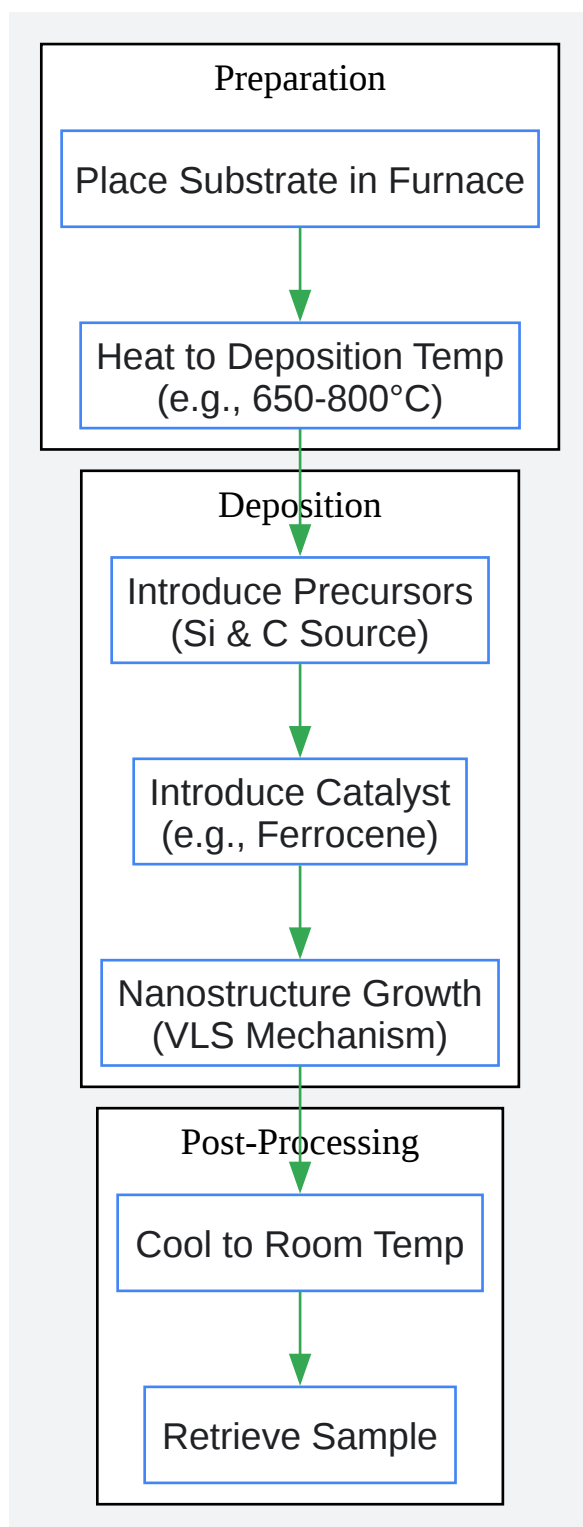 Preparation
Place Substrate in Furnace
Heat to Deposition Temp
(e.g., 650-800°C)
Deposition
Introduce Precursors
(Si & C Source)
Introduce Catalyst
(e.g., Ferrocene)
Nanostructure Growth
(VLS Mechanism)
Post-Processing
Cool to Room Temp
Retrieve Sample